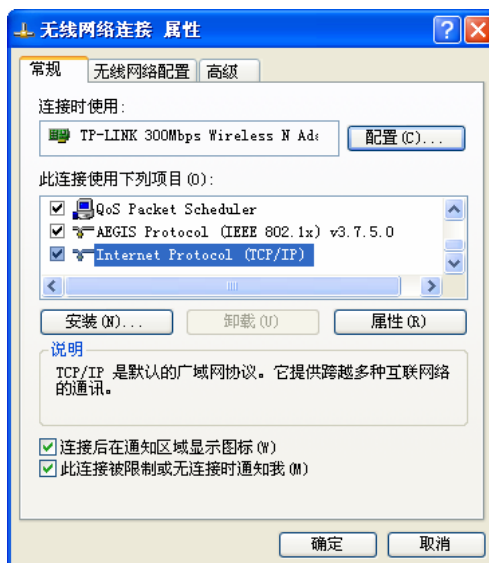 无线网络连接 属性
常规 无线网络配置 高级
连接时使用:
TP-LINK 300Mbps Wireless N Ada
配置(C)...
此连接使用下列项目(O):
QoS Packet Scheduler
AEGIS Protocol (IEEE 802.1x) v3.7.5.0
Internet Protocol (TCP/IP)
安装(N)... 卸载(U) 属性(R)
说明
TCP/IP 是默认的广域网协议。它提供跨越多种互联网络
的通讯。
连接后在通知区域显示图标(W)
此连接被限制或无连接时通知我(M)
确定 取消